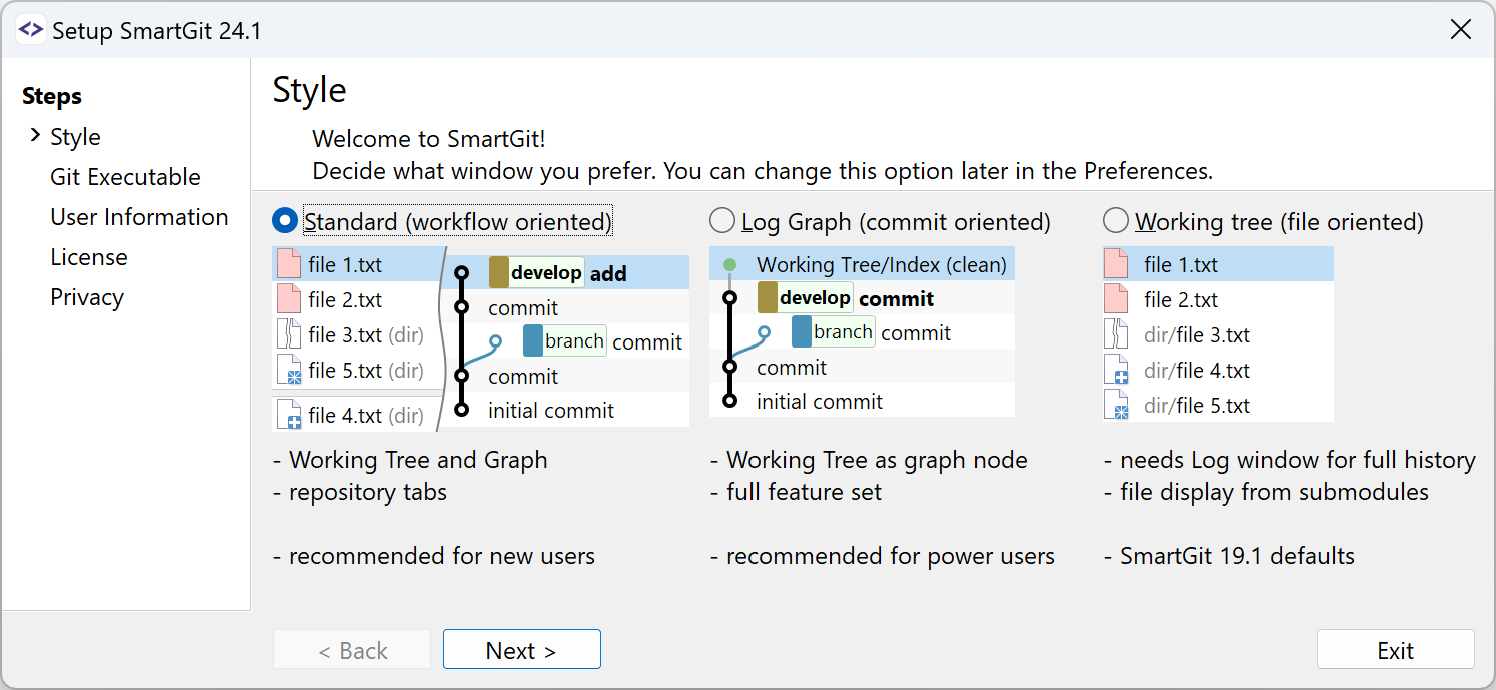 Setup SmartGit 24.1
Steps
Style
Git Executable
User Information
License
Privacy
Style
Welcome to SmartGit!
Decide what window you prefer. You can change this option later in the Preferences.
Standard (workflow oriented)
file 1.txt
file 2.txt
file 3.txt (dir)
file 5.txt (dir)
file 4.txt (dir)
develop add
commit
branch commit
commit
initial commit
- Working Tree and Graph
- repository tabs
- recommended for new users
Log Graph (commit oriented)
Working Tree/Index (clean)
develop commit
branch commit
commit
initial commit
- Working Tree as graph node
- full feature set
- recommended for power users
Working tree (file oriented)
file 1.txt
file 2.txt
dir/file 3.txt
dir/file 4.txt
dir/file 5.txt
- needs Log window for full history
- file display from submodules
- SmartGit 19.1 defaults
< Back
Next >
Exit